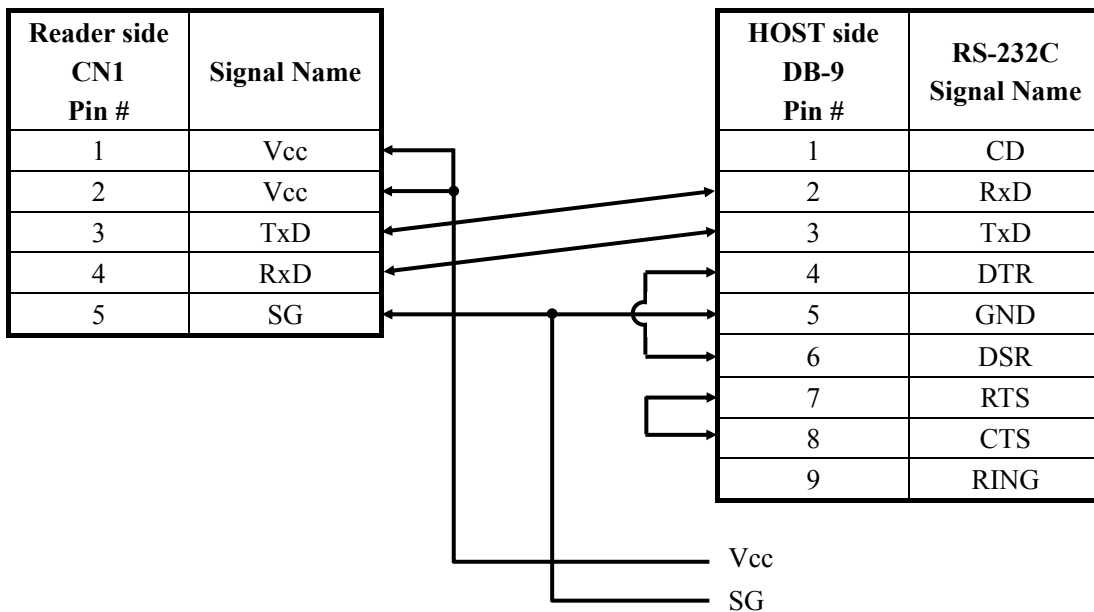 Reader side CN1 Pin # Signal Name
1 Vcc
2 Vcc
3 TxD
4 RxD
5 SG
HOST side DB-9 Pin # RS-232C Signal Name
1 CD
2 RxD
3 TxD
4 DTR
5 GND
6 DSR
7 RTS
8 CTS
9 RING
Vcc
SG